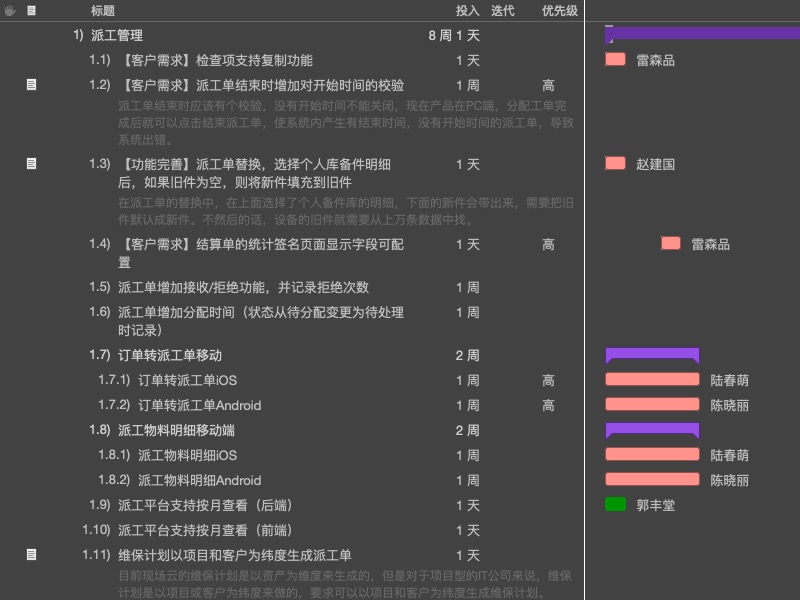 标题 投入 迭代 优先级
1) 派工管理 8 周 1 天
1.1) 【客户需求】检查项支持复制功能 1 天 雷森品
1.2) 【客户需求】派工单结束时增加对开始时间的校验 1 周 高
派工单结束时应该有个校验，没有开始时间不能关闭，现在产品在PC端，分配工单完
成后就可以点击结束派工单，使系统内产生有结束时间，没有开始时间的派工单，导致
系统出错。
1.3) 【功能完善】派工单替换，选择个人库备件明细 1 天 赵建国
后，如果旧件为空，则将新件填充到旧件
在派工单的替换中，在上面选择了个人备件库的明细，下面的新件会带出来，需要把旧
件默认成新件。不然后的话，设备的旧件就需要从上万条数据中找。
1.4) 【客户需求】结算单的统计签名页面显示字段可配 1 天 高 雷森品
置
1.5) 派工单增加接收/拒绝功能，并记录拒绝次数 1 周
1.6) 派工单增加分配时间（状态从待分配变更为待处理 1 周
时记录）
1.7) 订单转派工单移动 2 周
1.7.1) 订单转派工单iOS 1 周 高 陆春萌
1.7.2) 订单转派工单Android 1 周 高 陈晓丽
1.8) 派工物料明细移动端 2 周
1.8.1) 派工物料明细iOS 1 周 陆春萌
1.8.2) 派工物料明细Android 1 周 陈晓丽
1.9) 派工平台支持按月查看（后端） 1 天 郭丰堂
1.10) 派工平台支持按月查看（前端） 1 天
1.11) 维保计划以项目和客户为纬度生成派工单 1 天
目前现场云的维保计划是以资产为维度来生成的，但是对于项目型的IT公司来说，维保
计划是以项目或客户为纬度来做的，要求可以以项目和客户为纬度生成维保计划。